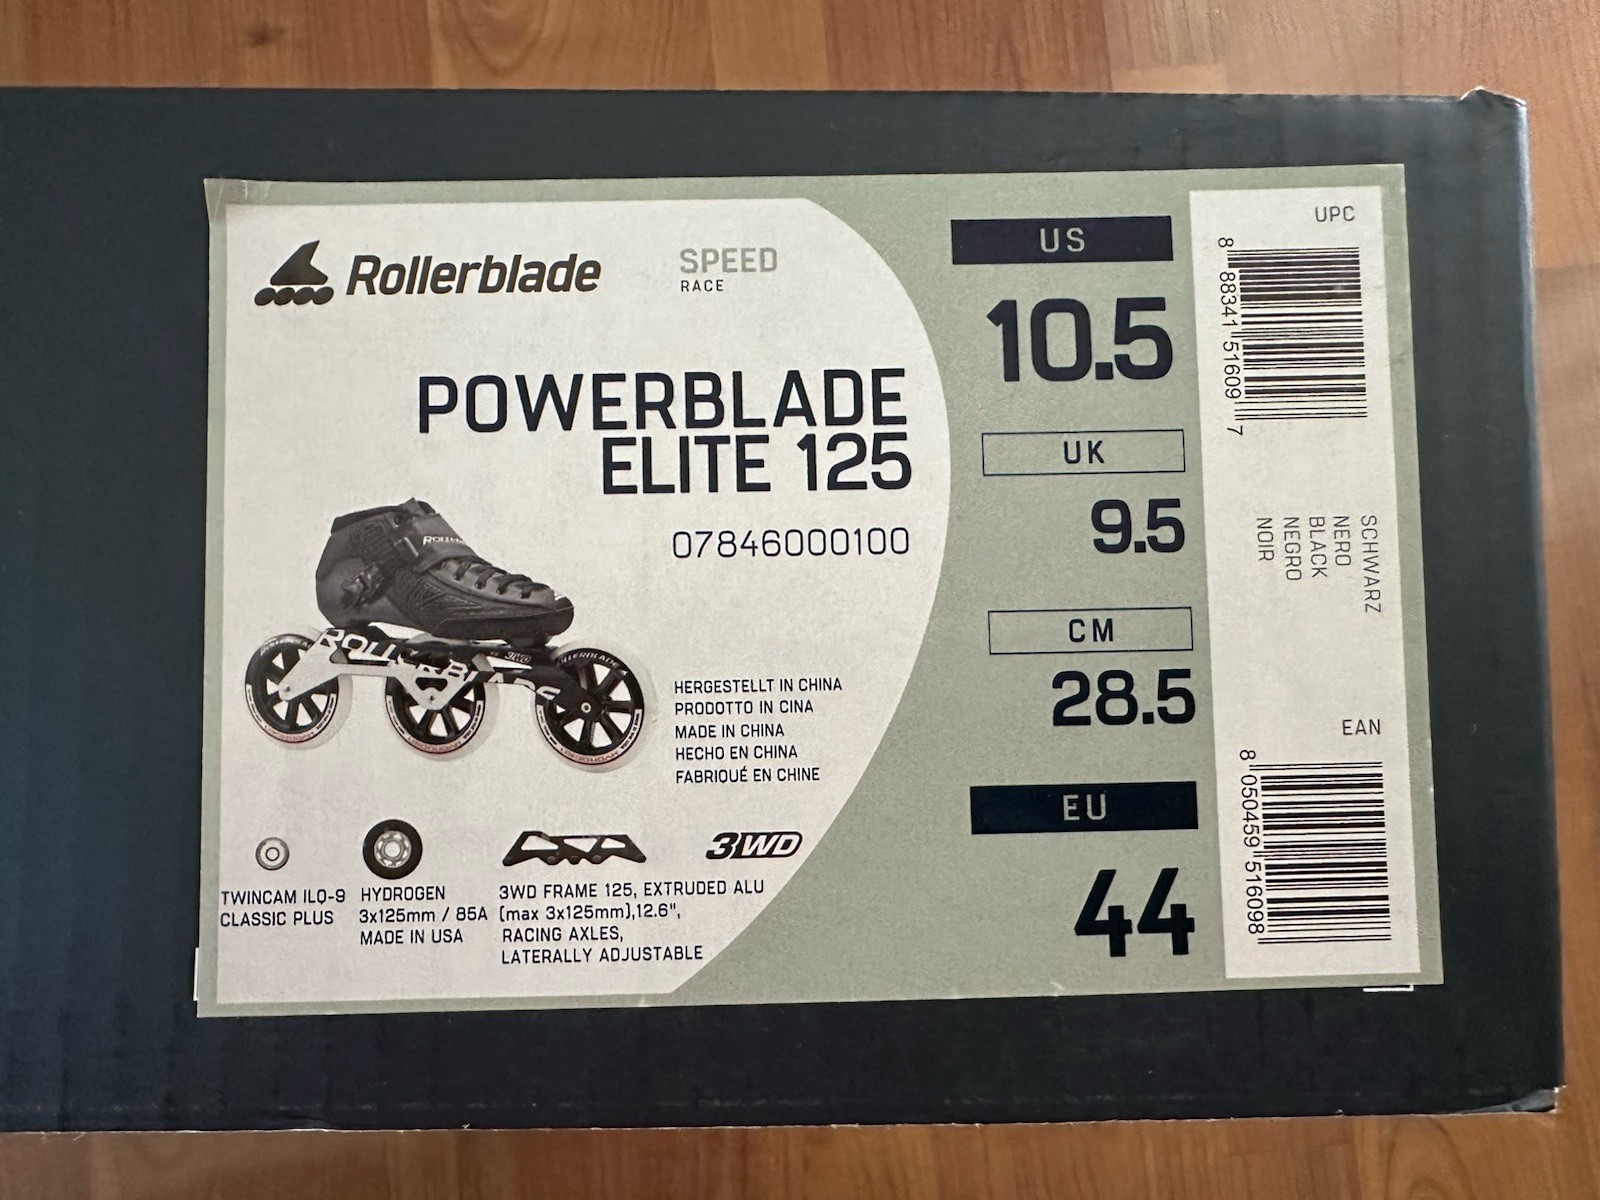 Rollerblade
SPEED
RACE
POWERBLADE
ELITE 125
07846000100
ROLLERBLADE
3WD
HERGESTELLT IN CHINA
PRODOTTO IN CINA
MADE IN CHINA
HECHO EN CHINA
FABRIQUÉ EN CHINE
3WD
TWINCAM ILQ-9
CLASSIC PLUS
HYDROGEN
3x125mm / 85A
MADE IN USA
3WD FRAME 125, EXTRUDED ALU
(max 3x125mm),12.6",
RACING AXLES,
LATERALLY ADJUSTABLE
US
10.5
UK
9.5
CM
28.5
EU
44
UPC
8 88341 51609 7
SCHWARZ
NERO
BLACK
NEGRO
NOIR
EAN
8 050459 516098